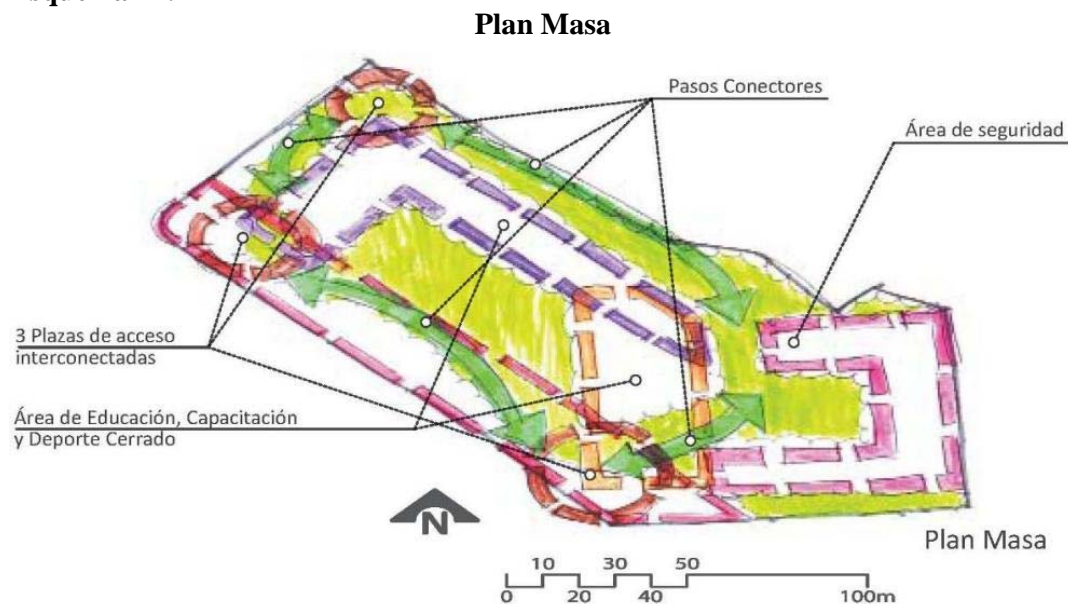 Plan Masa
Pasos Conectores
Área de seguridad
3 Plazas de acceso
interconectadas
Área de Educación, Capacitación
y Deporte Cerrado
N
Plan Masa
10 30 50
0 20 40 100m